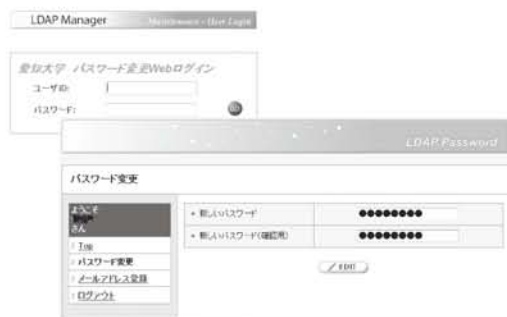 LDAP Manager
Maintenance - User Login
愛知大学 パスワード変更Webログイン
ユーザID:
パスワード:
GO
LDAP Password
パスワード変更
ようこそ
さん
Top
パスワード変更
メールアドレス登録
ログアウト
新しいパスワード ●●●●●●●●
新しいパスワード(確認用) ●●●●●●●●
EDIT